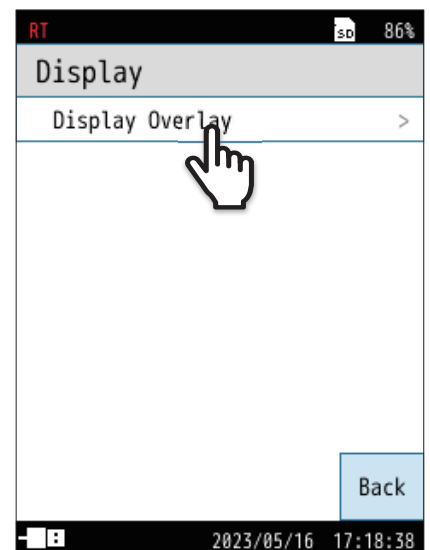 RT SD 86%
Display
Display Overlay >
Back
2023/05/16 17:18:38